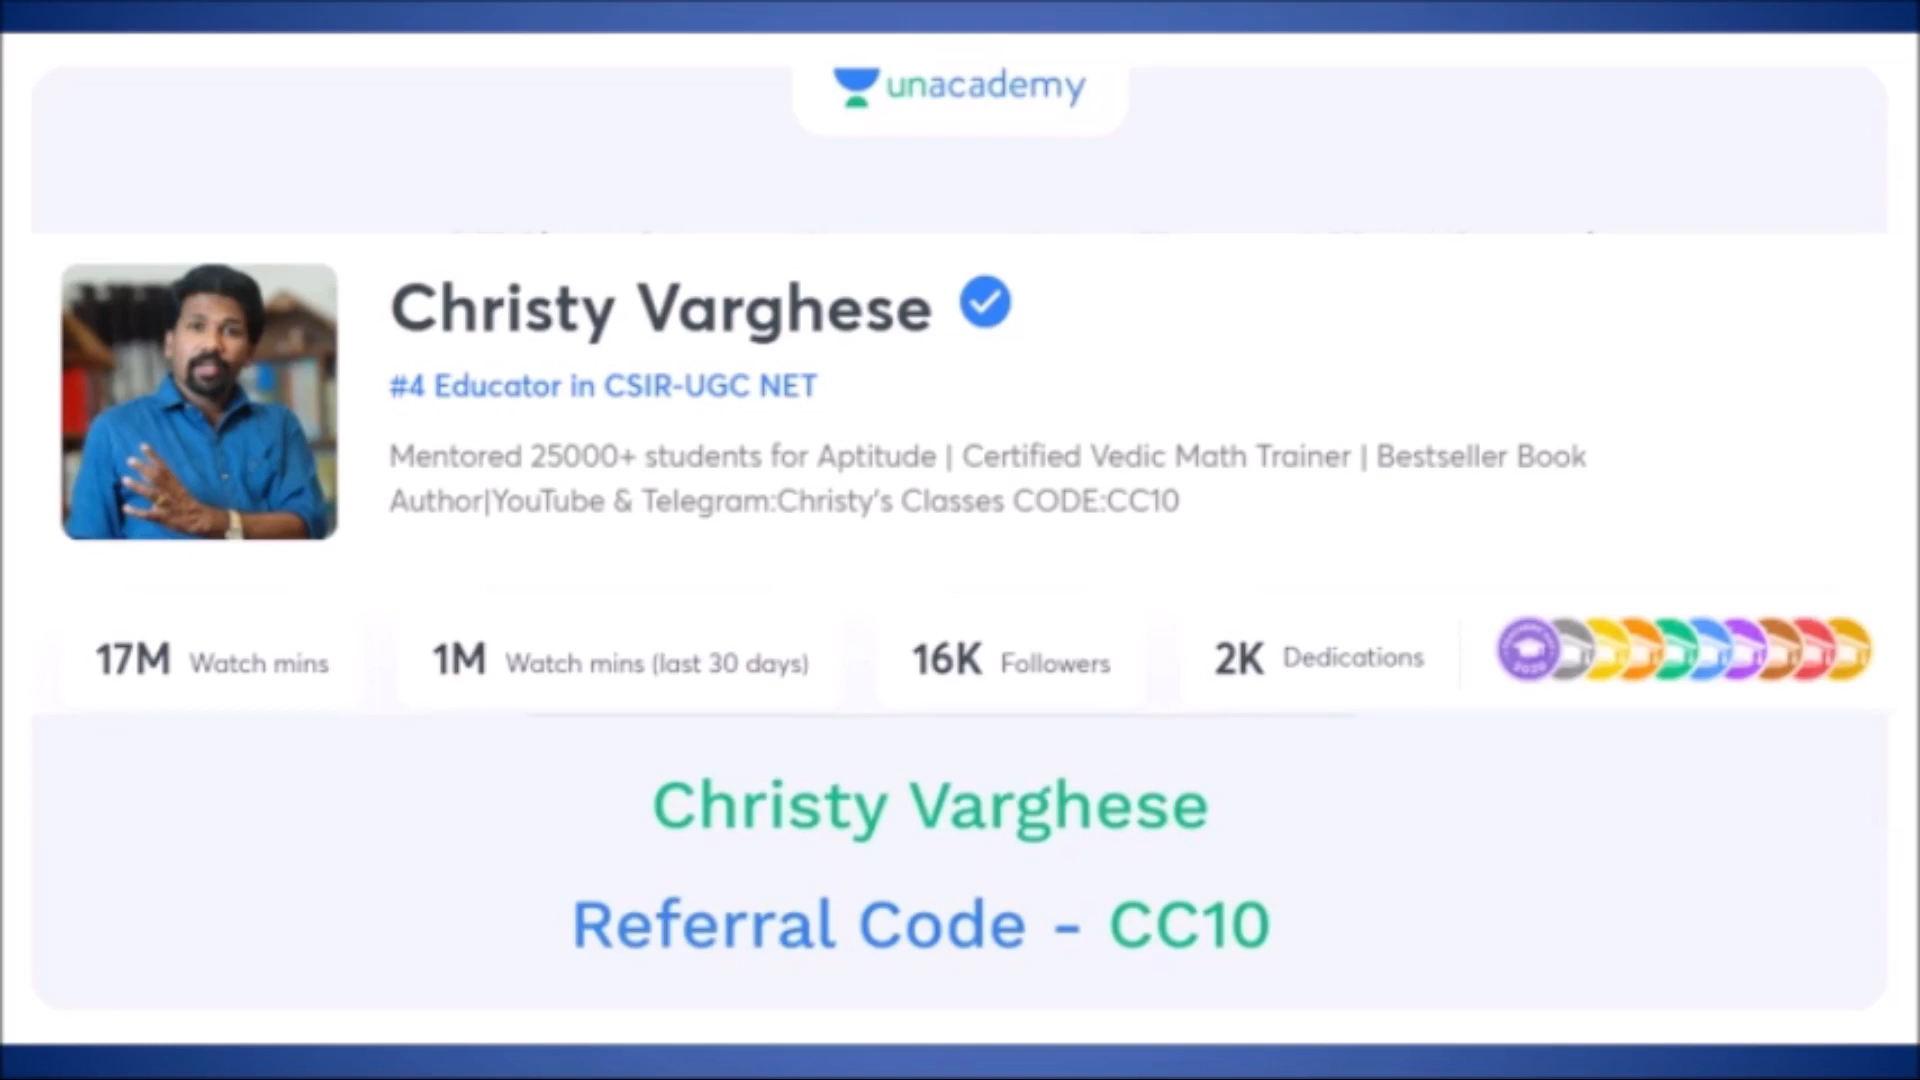 unacademy
Christy Varghese
#4 Educator in CSIR-UGC NET
Mentored 25000+ students for Aptitude | Certified Vedic Math Trainer | Bestseller Book
Author|YouTube & Telegram:Christy's Classes CODE:CC10
17M Watch mins 1M Watch mins (last 30 days) 16K Followers 2K Dedications
2020
Christy Varghese
Referral Code - CC10